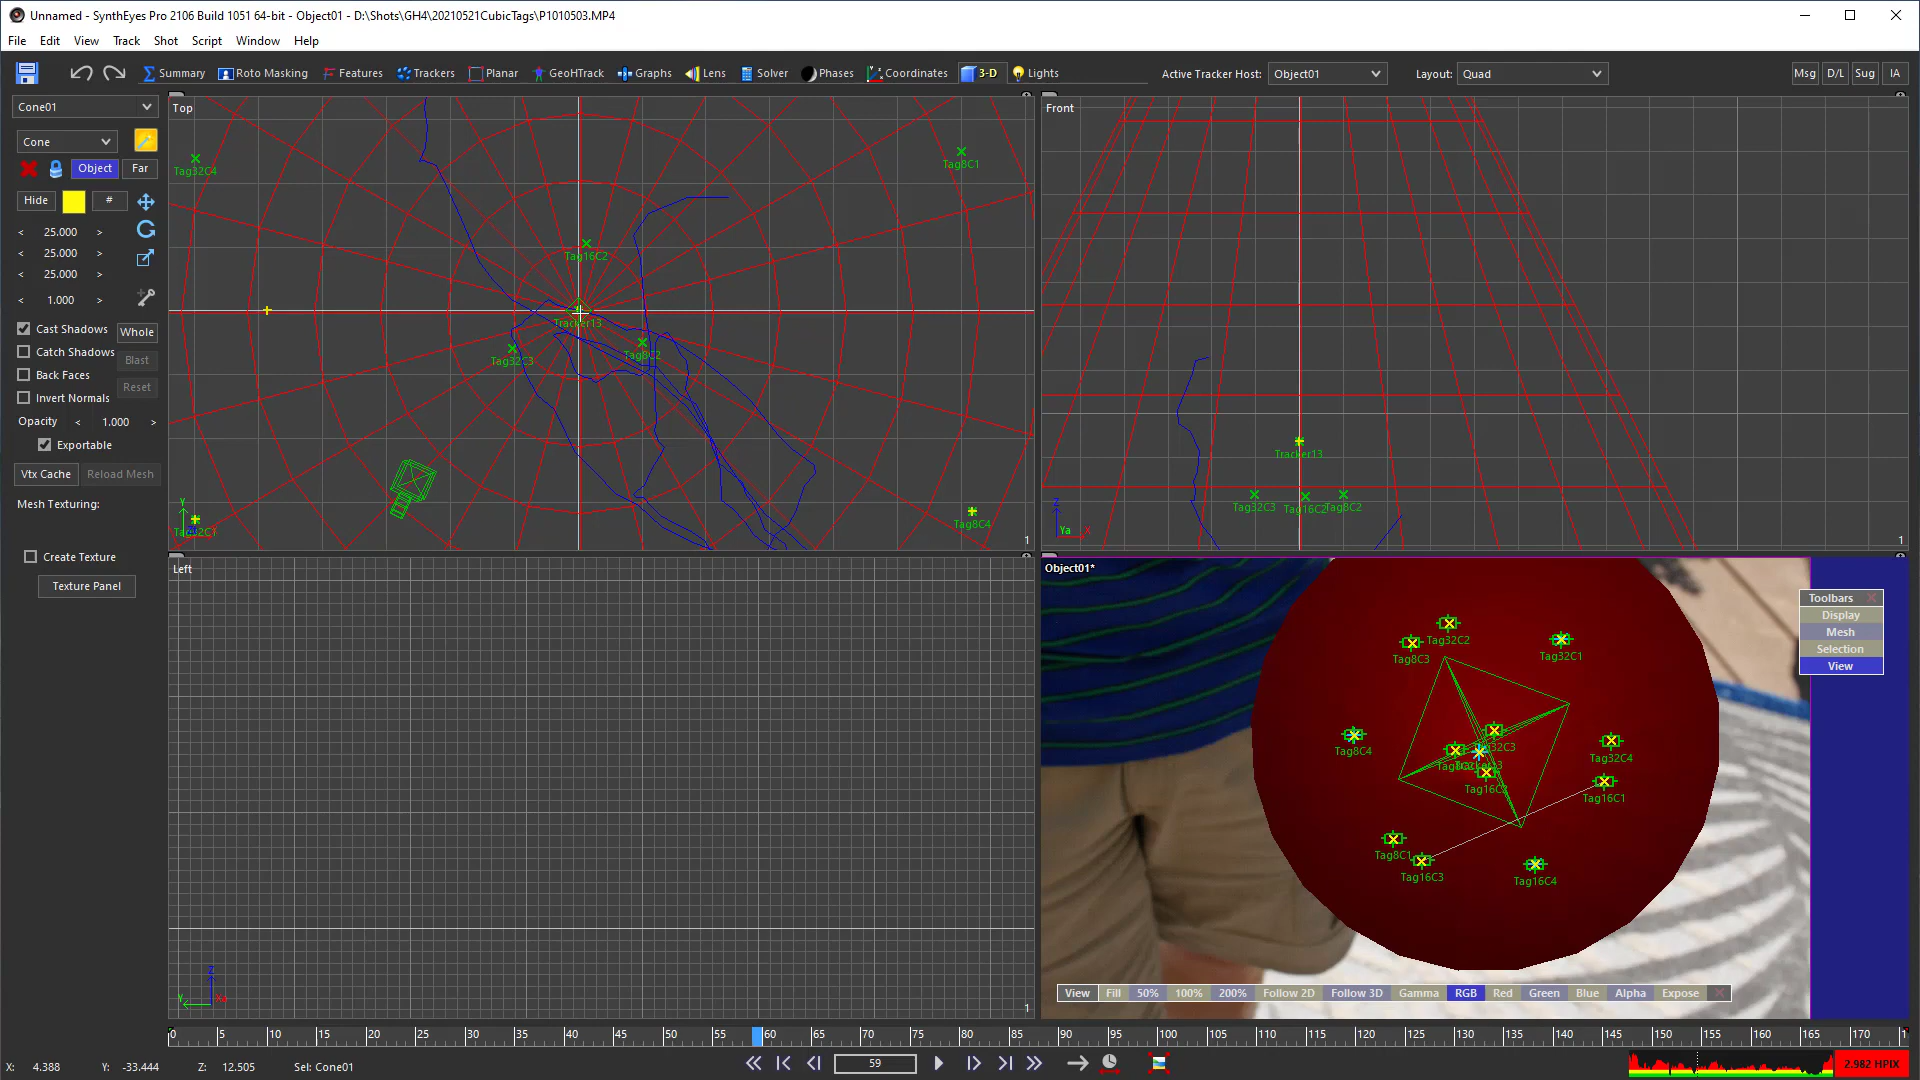 Unnamed - SynthEyes Pro 2106 Build 1051 64-bit - Object01 - D:\Shots\GH4\20210521CubicTags\P1010503.MP4
File Edit View Track Shot Script Window Help
Summary Roto Masking Features Trackers Planar GeoHTrack Graphs Lens Solver Phases Coordinates 3-D Lights Active Tracker Host: Object01 Layout: Quad Msg D/L Sug IA
Cone01
Cone
Object Far
Hide #
< 25.000 >
< 25.000 >
< 25.000 >
< 1.000 >
Cast Shadows Whole
Catch Shadows Blast
Back Faces Reset
Invert Normals
Opacity < 1.000 >
Exportable
Vtx Cache Reload Mesh
Mesh Texturing:
Create Texture
Texture Panel
Top
Tag32C4
Tag8C1
Tag16C2
Tracker13
Tag32C3
Tag8C2
Tag8C4
Y
1
Front
Tracker13
Tag32C3 Tag16C2 Tag8C2
Z
Ya X
1
Left
Z
Y Xa
1
Object01*
Toolbars
Display
Mesh
Selection
View
Tag32C2
Tag8C3
Tag32C1
Tag8C4
Tag32C4
Tag16C2
Tag16C1
Tag8C1
Tag16C3
Tag16C4
View Fill 50% 100% 200% Follow 2D Follow 3D Gamma RGB Red Green Blue Alpha Expose
0 5 10 15 20 25 30 35 40 45 50 55 60 65 70 75 80 85 90 95 100 105 110 115 120 125 130 135 140 145 150 155 160 165 170
X: 4.388 Y: -33.444 Z: 12.505 Sel: Cone01
59
2.982 HPIX